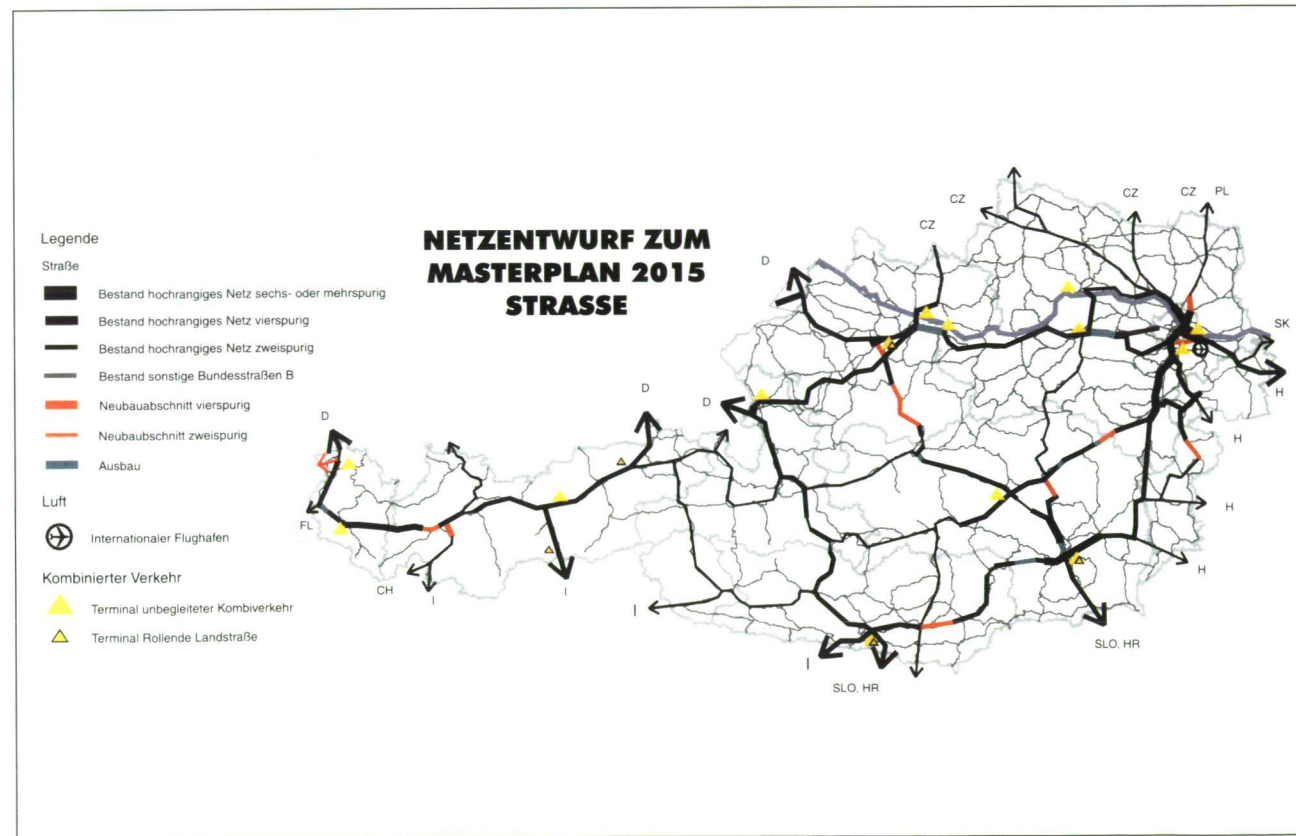 NETZENTWURF ZUM
MASTERPLAN 2015
STRASSE
Legende
Straße
Bestand hochrangiges Netz sechs- oder mehrspurig
Bestand hochrangiges Netz vierspurig
Bestand hochrangiges Netz zweispurig
Bestand sonstige Bundesstraßen B
Neubauabschnitt vierspurig
Neubaubschnitt zweispurig
Ausbau
Luft
Internationaler Flughafen
Kombinierter Verkehr
Terminal unbegleiteter Kombiverkehr
Terminal Rollende Landstraße
CZ
CZ
CZ
CZ
PL
D
SK
H
D
D
D
H
H
H
FL
CH
I
I
I
I
SLO, HR
SLO, HR